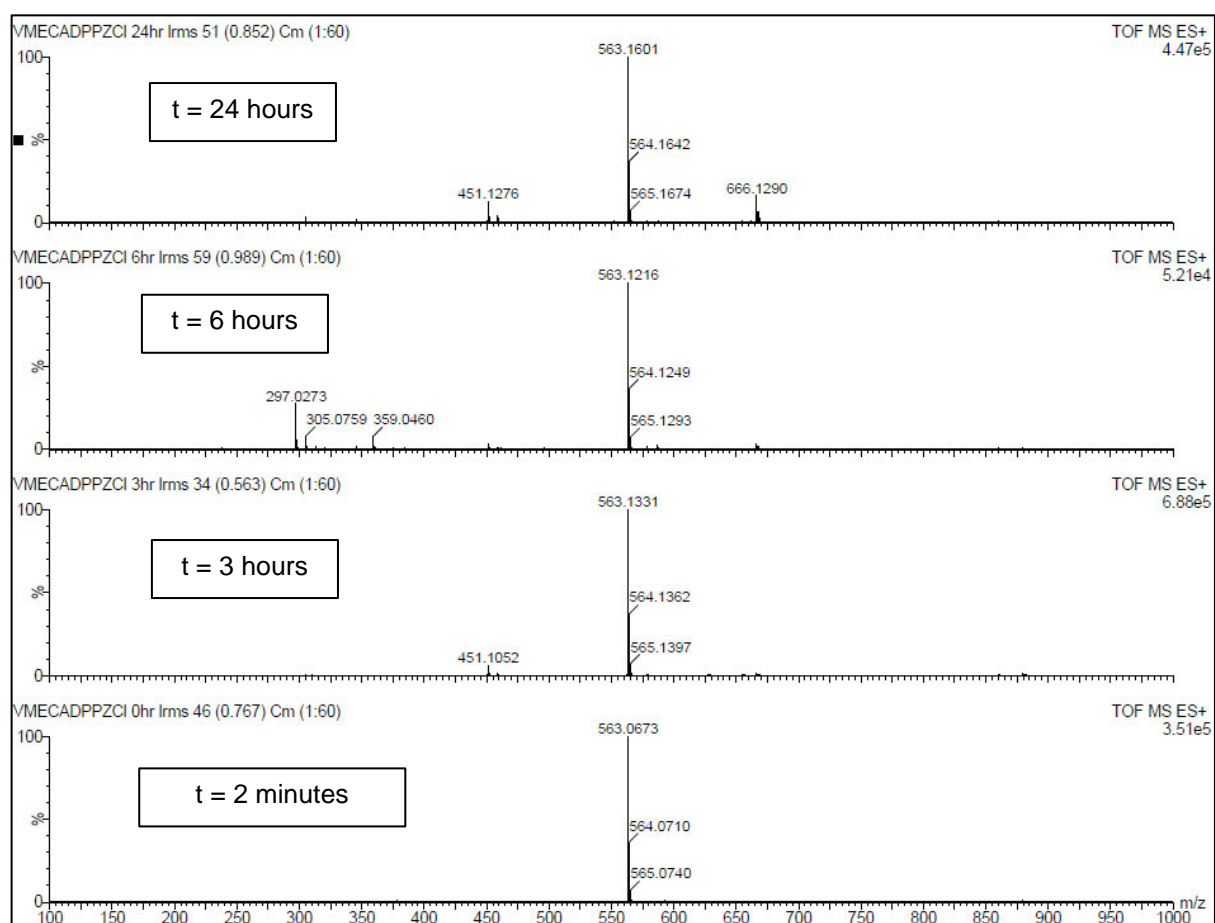 VMECADPPZCI 24hr lrms 51 (0.852) Cm (1:60)
TOF MS ES+
4.47e5
100
563.1601
t = 24 hours
%
564.1642
565.1674
451.1276
666.1290
0
VMECADPPZCI 6hr lrms 59 (0.989) Cm (1:60)
TOF MS ES+
5.21e4
100
563.1216
t = 6 hours
%
564.1249
297.0273
305.0759
359.0460
565.1293
0
VMECADPPZCI 3hr lrms 34 (0.563) Cm (1:60)
TOF MS ES+
6.88e5
100
563.1331
t = 3 hours
%
564.1362
565.1397
451.1052
0
VMECADPPZCI 0hr lrms 46 (0.767) Cm (1:60)
TOF MS ES+
3.51e5
100
563.0673
t = 2 minutes
%
564.0710
565.0740
0
100 150 200 250 300 350 400 450 500 550 600 650 700 750 800 850 900 950 1000 m/z